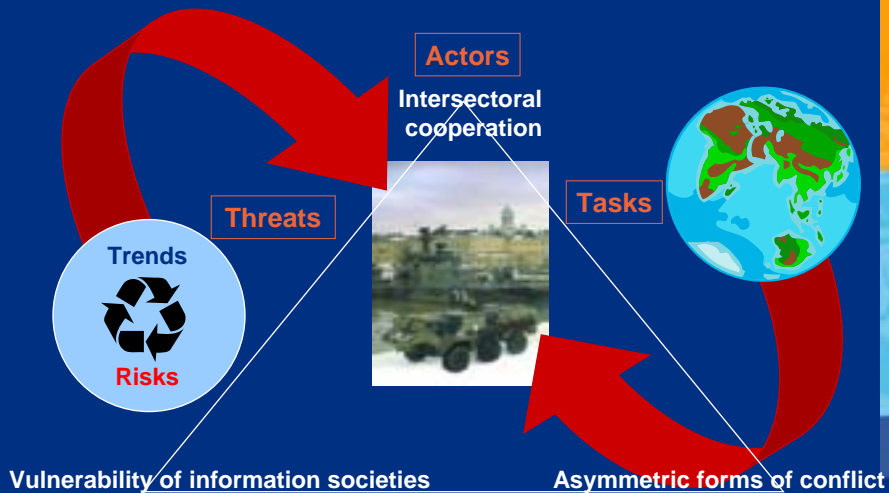 Actors
Intersectoral
cooperation
Threats
Tasks
Trends
Risks
Vulnerability of information societies
Asymmetric forms of conflict